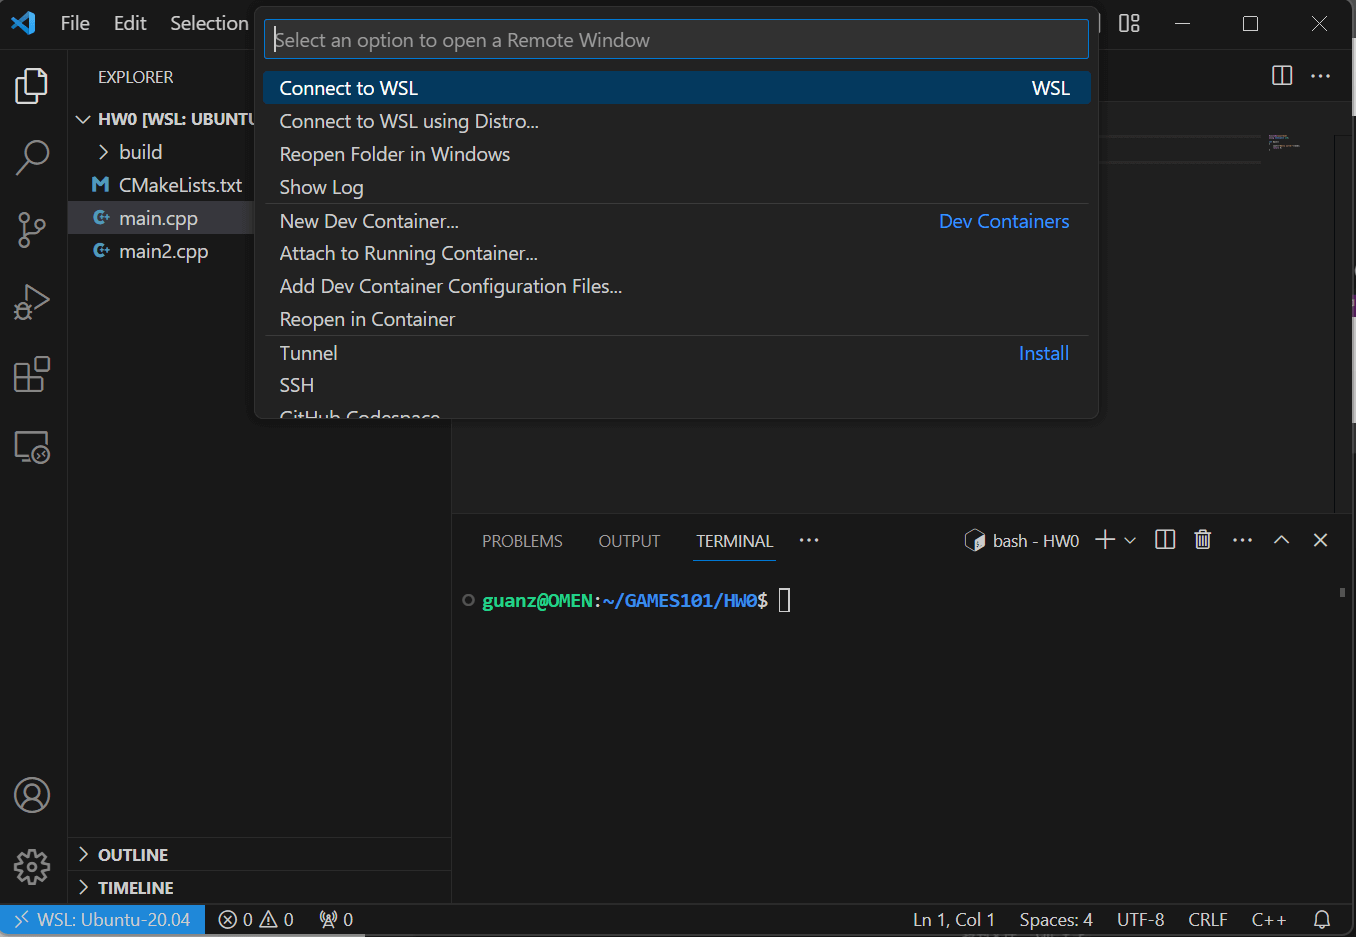 File Edit Selection
Select an option to open a Remote Window
Connect to WSL WSL
Connect to WSL using Distro...
Reopen Folder in Windows
Show Log
New Dev Container... Dev Containers
Attach to Running Container...
Add Dev Container Configuration Files...
Reopen in Container
Tunnel Install
SSH
GitHub Codespace
EXPLORER
HW0 [WSL: UBUNTU
build
CMakeLists.txt
main.cpp
main2.cpp
PROBLEMS OUTPUT TERMINAL
bash - HW0
guanz@OMEN:~/GAMES101/HW0$
OUTLINE
TIMELINE
WSL: Ubuntu-20.04 0 0 0 Ln 1, Col 1 Spaces: 4 UTF-8 CRLF C++